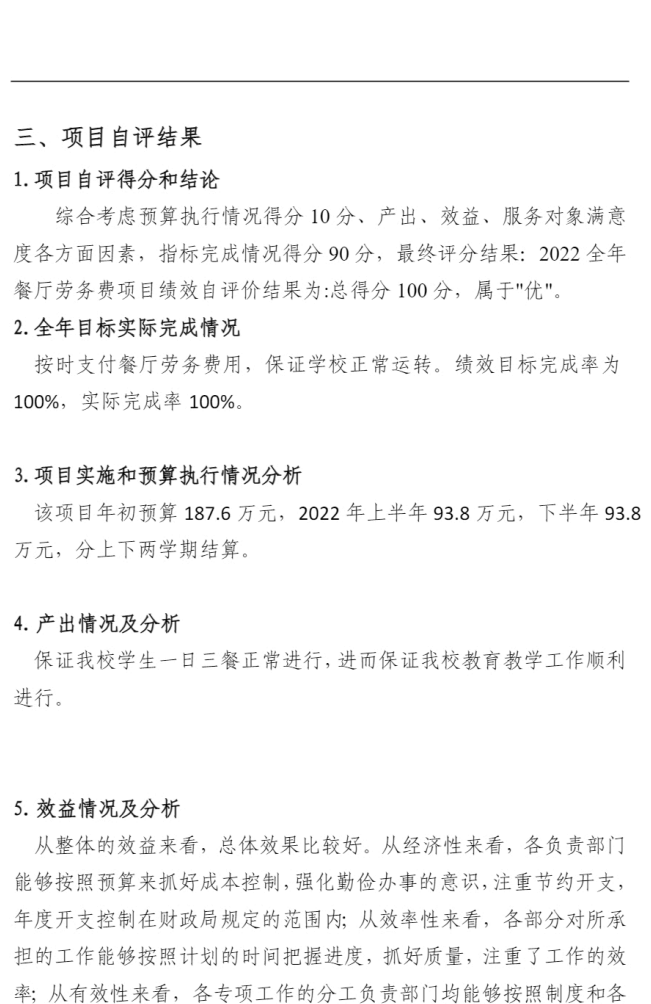 三、项目自评结果
1.项目自评得分和结论
综合考虑预算执行情况得分 10 分、产出、效益、服务对象满意
度各方面因素，指标完成情况得分 90 分，最终评分结果：2022 全年
餐厅劳务费项目绩效自评价结果为:总得分 100 分，属于"优"。
2.全年目标实际完成情况
按时支付餐厅劳务费用，保证学校正常运转。绩效目标完成率为
100%，实际完成率 100%。
3.项目实施和预算执行情况分析
该项目年初预算 187.6 万元，2022 年上半年 93.8 万元，下半年 93.8
万元，分上下两学期结算。
4. 产出情况及分析
保证我校学生一日三餐正常进行，进而保证我校教育教学工作顺利
进行。
5. 效益情况及分析
从整体的效益来看，总体效果比较好。从经济性来看，各负责部门
能够按照预算来抓好成本控制，强化勤俭办事的意识，注重节约开支，
年度开支控制在财政局规定的范围内；从效率性来看，各部分对所承
担的工作能够按照计划的时间把握进度，抓好质量，注重了工作的效
率；从有效性来看，各专项工作的分工负责部门均能够按照制度和各